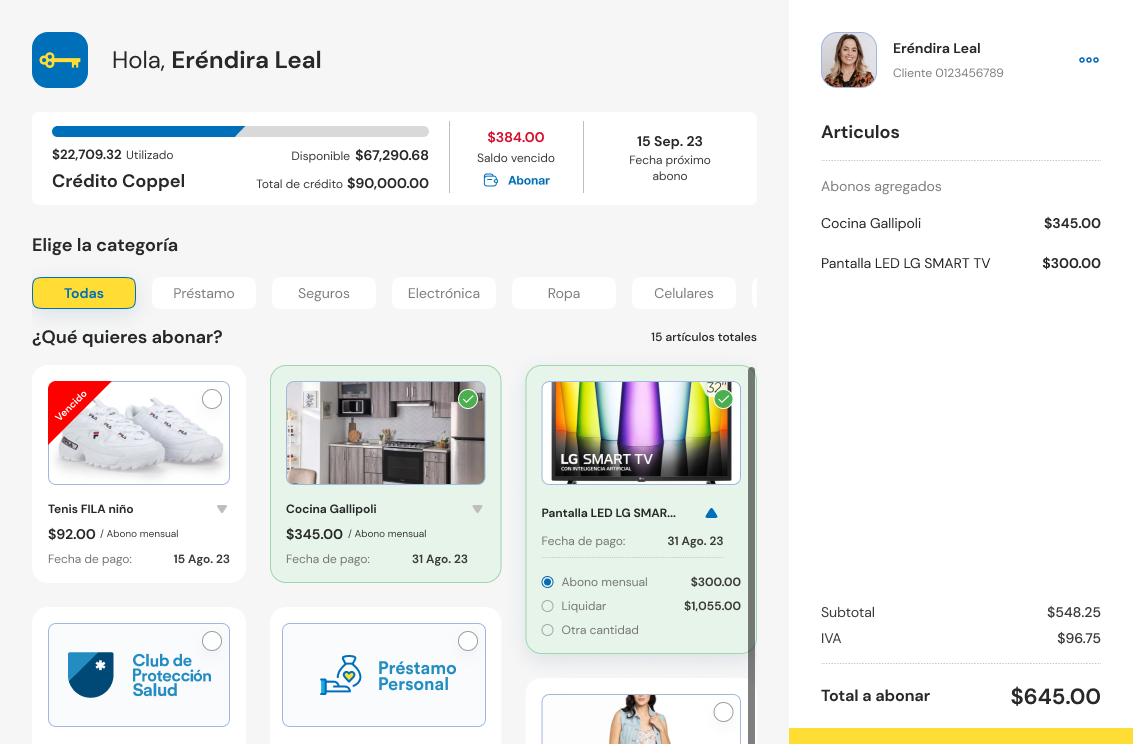 Hola, Eréndira Leal
$22,709.32 Utilizado
Disponible $67,290.68
Crédito Coppel
Total de crédito $90,000.00
$384.00
Saldo vencido
Abonar
15 Sep. 23
Fecha próximo
abono
Elige la categoría
Todas
Préstamo
Seguros
Electrónica
Ropa
Celulares
¿Qué quieres abonar?
15 artículos totales
Vencido
FILA
Tenis FILA niño
$92.00 / Abono mensual
Fecha de pago: 15 Ago. 23
Cocina Gallipoli
$345.00 / Abono mensual
Fecha de pago: 31 Ago. 23
32"
LG SMART TV
CON INTELIGENCIA ARTIFICIAL
Pantalla LED LG SMAR...
Fecha de pago: 31 Ago. 23
Abono mensual $300.00
Liquidar $1,055.00
Otra cantidad
Club de
Protección
Salud
Préstamo
Personal
Eréndira Leal
Cliente 0123456789
Articulos
Abonos agregados
Cocina Gallipoli $345.00
Pantalla LED LG SMART TV $300.00
Subtotal $548.25
IVA $96.75
Total a abonar $645.00